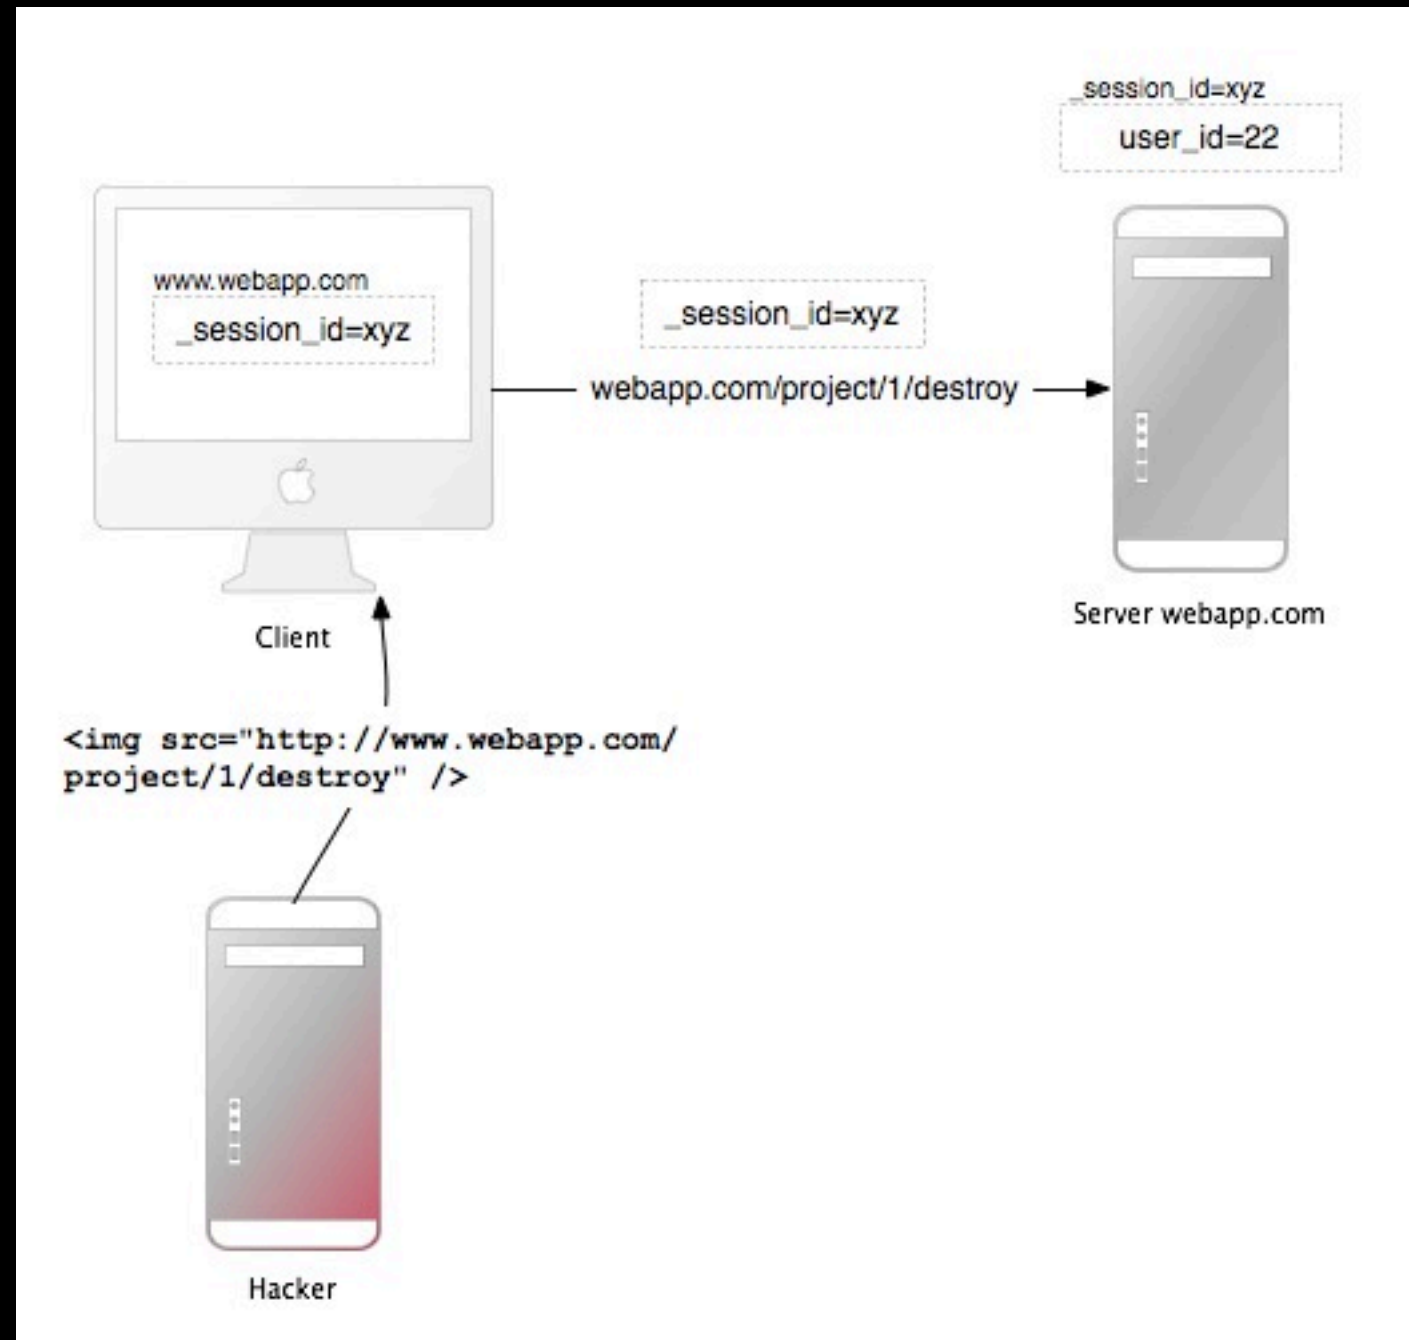 _session_id=xyz
user_id=22
www.webapp.com
_session_id=xyz
_session_id=xyz
webapp.com/project/1/destroy
Server webapp.com
Client
<img src="http://www.webapp.com/
project/1/destroy" />
Hacker